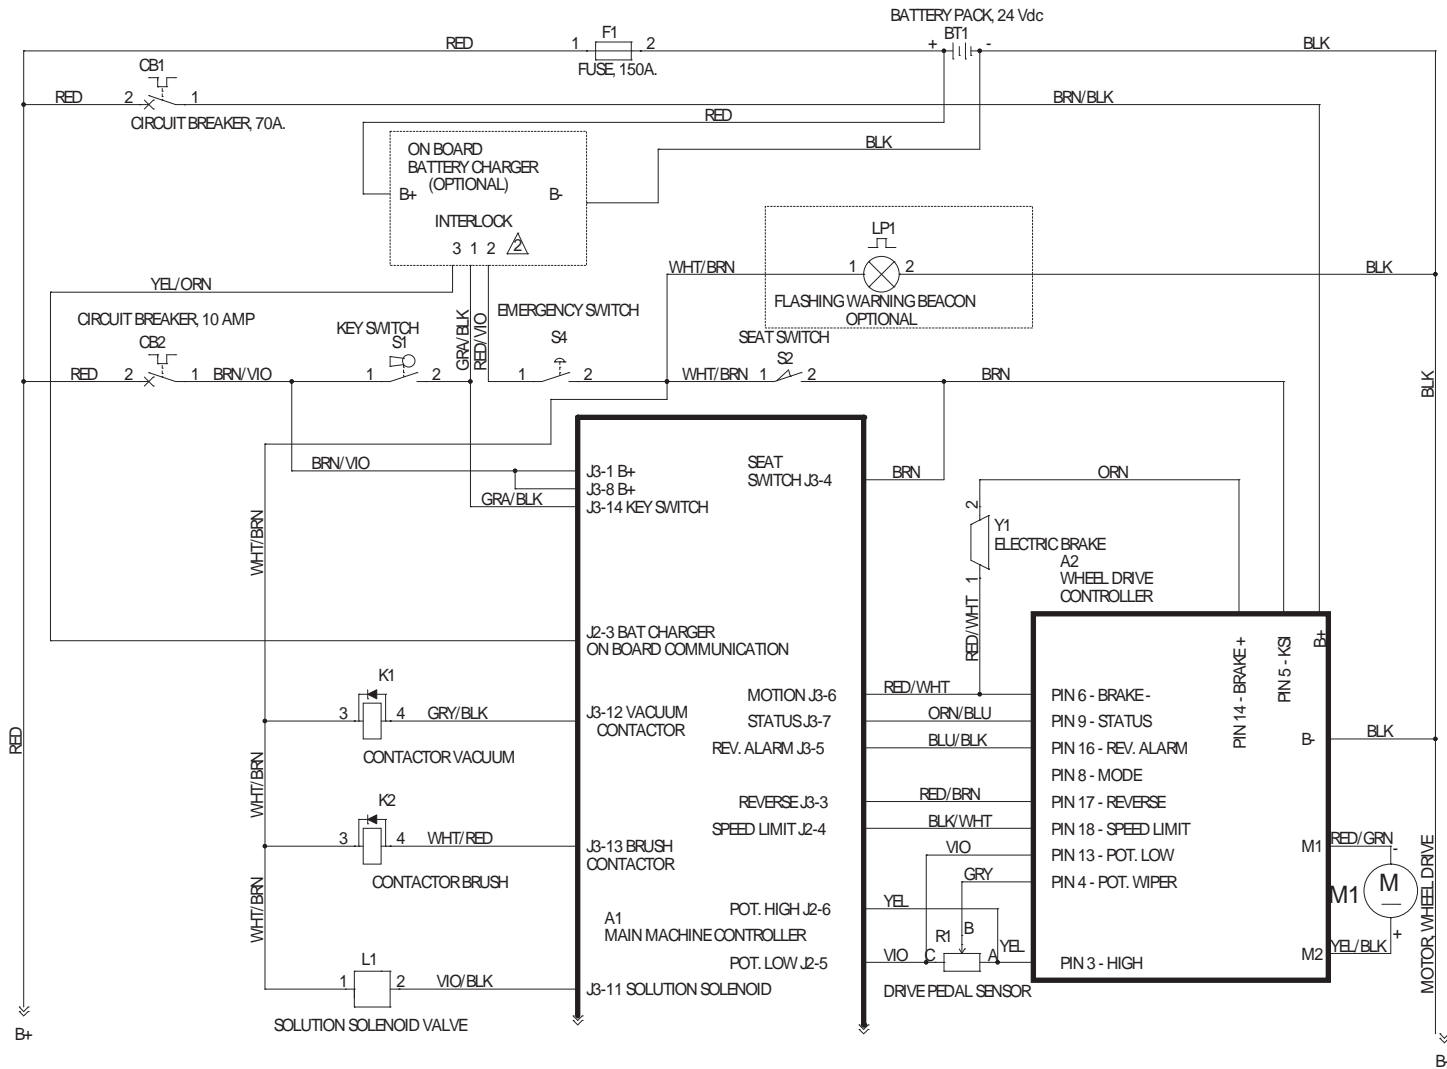 BATTERY PACK, 24 Vdc
BT1
+ -
RED
1 F1 2
FUSE, 150A.
BLK
CB1
RED 2 1
CIRCUIT BREAKER, 70A.
BRN/BLK
RED
BLK
ON BOARD
BATTERY CHARGER
(OPTIONAL)
B+ B-
INTERLOCK
3 1 2 2
LP1
WHT/BRN 1 2 BLK
FLASHING WARNING BEACON
OPTIONAL
YEL/ORN
GRA/BLK
RED/VIO
CIRCUIT BREAKER, 10 AMP
CB2
RED 2 1 BRN/VIO
KEY SWITCH
S1
1 2
EMERGENCY SWITCH
S4
1 2
SEAT SWITCH
S2
WHT/BRN 1 2 BRN
BLK
BRN/VIO
GRA/BLK
J3-1 B+
J3-8 B+
J3-14 KEY SWITCH
SEAT
SWITCH J3-4
BRN
ORN
2
Y1
ELECTRIC BRAKE
1
RED/WHT
A2
WHEEL DRIVE
CONTROLLER
WHT/BRN
J2-3 BAT CHARGER
ON BOARD COMMUNICATION
PIN 14 - BRAKE +
PIN 5 - KSI
B+
RED
K1
3 4 GRY/BLK
CONTACTOR VACUUM
J3-12 VACUUM
CONTACTOR
MOTION J3-6 RED/WHT PIN 6 - BRAKE -
STATUS J3-7 ORN/BLU PIN 9 - STATUS
REV. ALARM J3-5 BLU/BLK PIN 16 - REV. ALARM
B- BLK
PIN 8 - MODE
WHT/BRN
K2
3 4 WHT/RED
CONTACTOR BRUSH
J3-13 BRUSH
CONTACTOR
REVERSE J3-3 RED/BRN PIN 17 - REVERSE
SPEED LIMIT J2-4 BLK/WHT PIN 18 - SPEED LIMIT
VIO PIN 13 - POT. LOW
GRY PIN 4 - POT. WIPER
M1 RED/GRN
-
M1 M
+
M2 YEL/BLK
MOTOR, WHEEL DRIVE
WHT/BRN
A1
MAIN MACHINE CONTROLLER
POT. HIGH J2-6 YEL
R1 B
YEL
POT. LOW J2-5 VIO C A
PIN 3 - HIGH
DRIVE PEDAL SENSOR
L1
1 2 VIO/BLK
J3-11 SOLUTION SOLENOID
SOLUTION SOLENOID VALVE
B+
B-